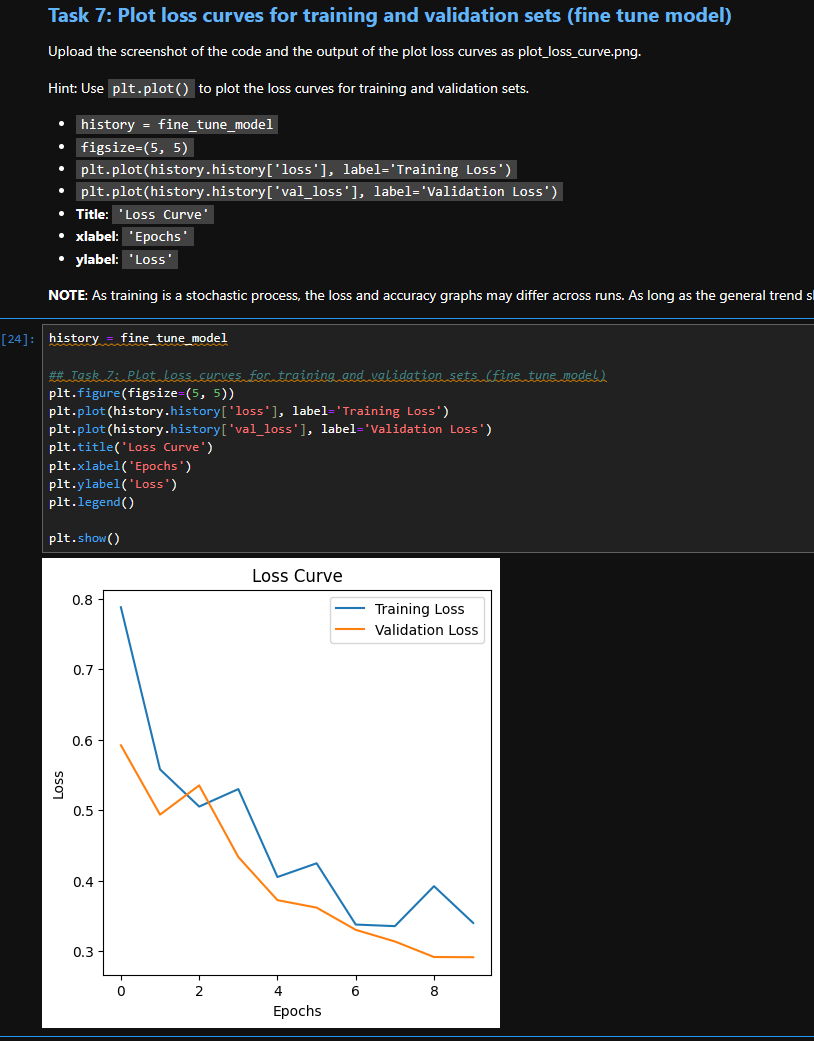 Task 7: Plot loss curves for training and validation sets (fine tune model)
Upload the screenshot of the code and the output of the plot loss curves as plot_loss_curve.png.
Hint: Use plt.plot() to plot the loss curves for training and validation sets.
• history = fine_tune_model
• figsize=(5, 5)
• plt.plot(history.history['loss'], label='Training Loss')
• plt.plot(history.history['val_loss'], label='Validation Loss')
• Title: 'Loss Curve'
• xlabel: 'Epochs'
• ylabel: 'Loss'
NOTE: As training is a stochastic process, the loss and accuracy graphs may differ across runs. As long as the general trend
[24]: history = fine_tune_model
## Task 7: Plot loss curves for training and validation sets (fine tune model)
plt.figure(figsize=(5, 5))
plt.plot(history.history['loss'], label='Training Loss')
plt.plot(history.history['val_loss'], label='Validation Loss')
plt.title('Loss Curve')
plt.xlabel('Epochs')
plt.ylabel('Loss')
plt.legend()
plt.show()
Loss Curve
Training Loss
Validation Loss
0.8
0.7
0.6
0.5
0.4
0.3
Loss
0 2 4 6 8
Epochs